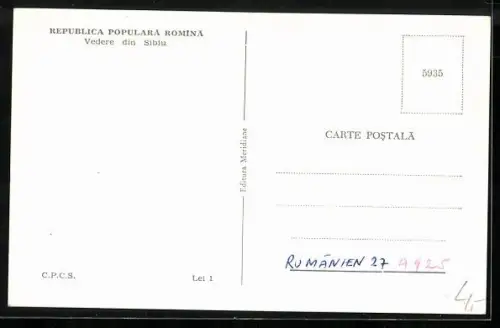 REPUBLICA POPULARĂ ROMÎNĂ
Vedere din Sibiu
C.P.C.S.
Lei 1
Editura Meridiane
5935
CARTE POŞTALĂ
RUMÄNIEN 27 A925
4,-